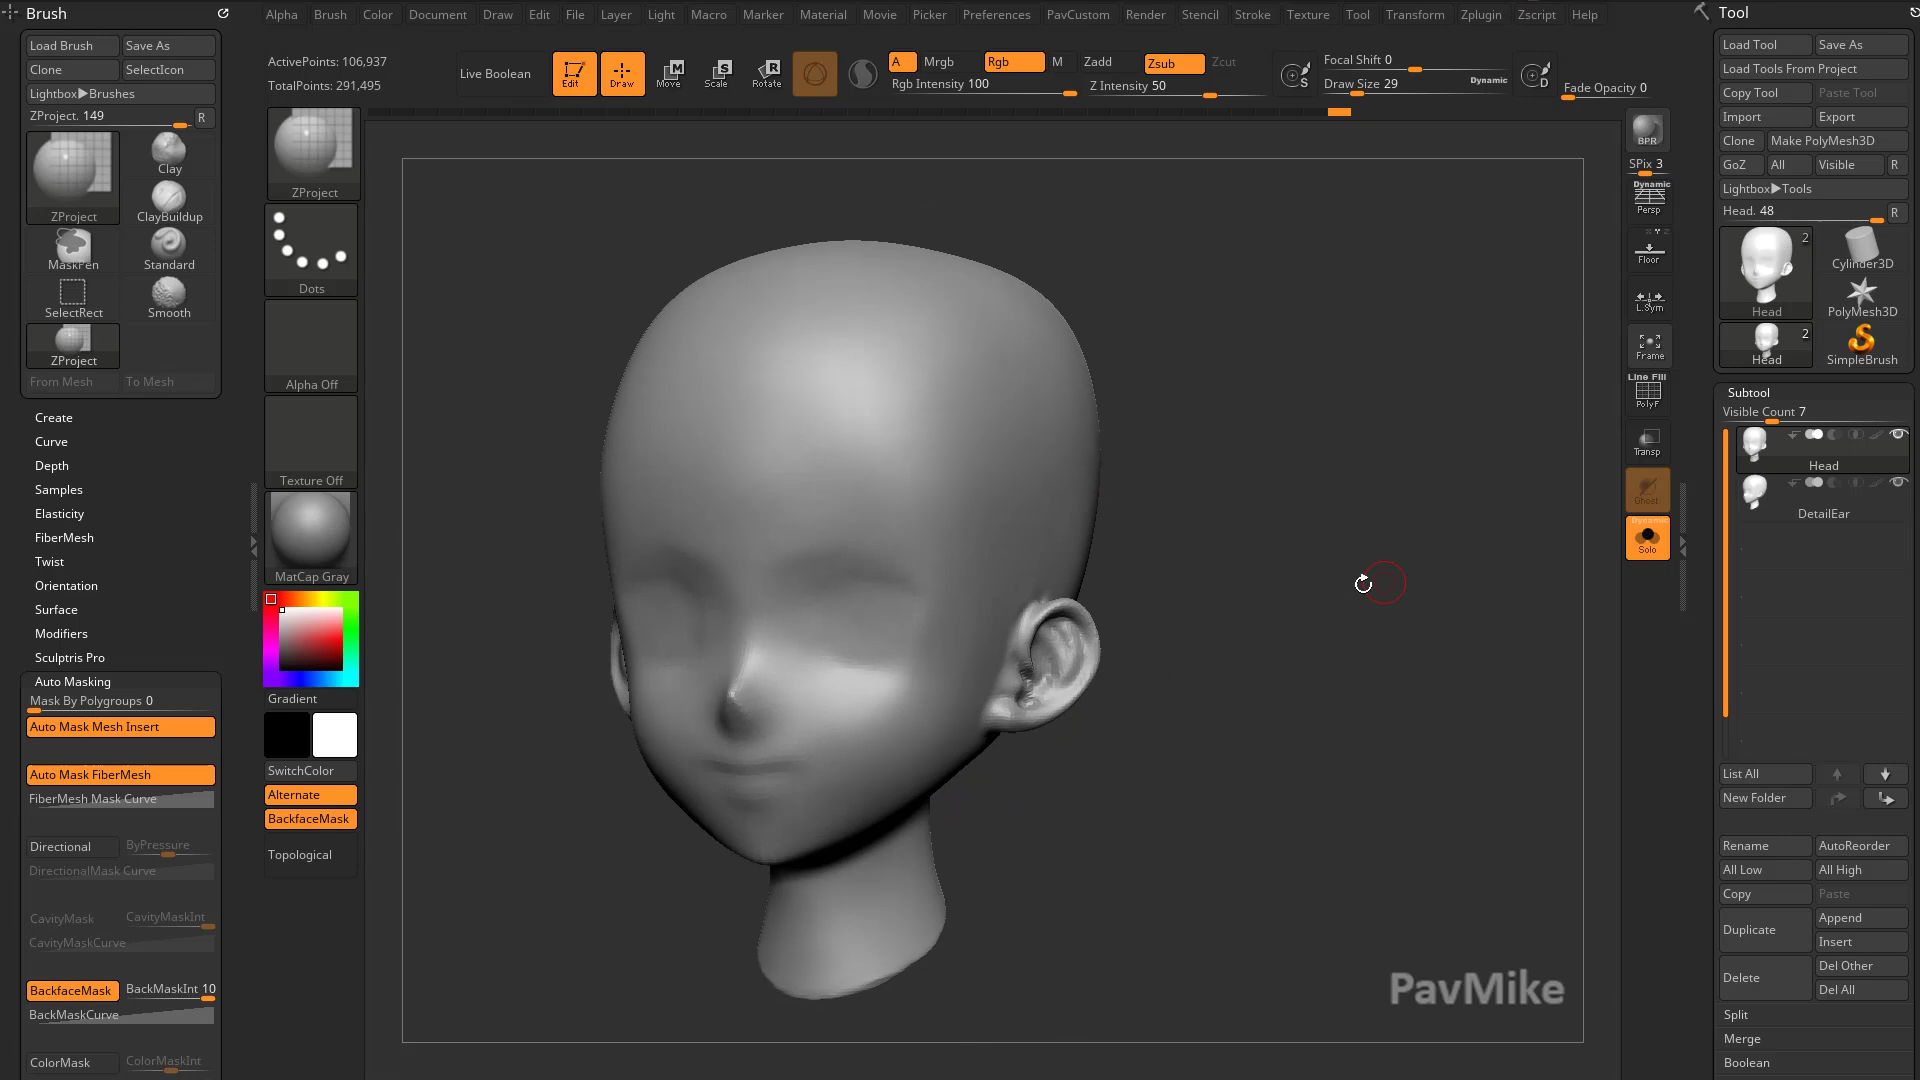 Brush
Load Brush
Save As
Clone
SelectIcon
Lightbox▶Brushes
ZProject. 149
R
Clay
ZProject
ClayBuildup
MaskPen
Standard
SelectRect
Smooth
ZProject
From Mesh
To Mesh
Create
Curve
Depth
Samples
Elasticity
FiberMesh
Twist
Orientation
Surface
Modifiers
Sculptris Pro
Auto Masking
Mask By Polygroups 0
Auto Mask Mesh Insert
Auto Mask FiberMesh
FiberMesh Mask Curve
Directional
ByPressure
DirectionalMask Curve
CavityMask
CavityMaskInt
CavityMaskCurve
BackfaceMask
BackMaskInt 10
BackMaskCurve
ColorMask
ColorMaskInt
Alpha
Brush
Color
Document
Draw
Edit
File
Layer
Light
Macro
Marker
Material
Movie
Picker
Preferences
PavCustom
Render
Stencil
Stroke
Texture
Tool
Transform
Zplugin
Zscript
Help
ActivePoints: 106,937
TotalPoints: 291,495
Live Boolean
Edit
Draw
Move
Scale
Rotate
A
Mrgb
Rgb
M
Zadd
Zsub
Zcut
Rgb Intensity 100
Z Intensity 50
Focal Shift 0
Draw Size 29
Dynamic
Fade Opacity 0
ZProject
Dots
Alpha Off
Texture Off
MatCap Gray
Gradient
SwitchColor
Alternate
BackfaceMask
Topological
PavMike
BPR
SPix 3
Dynamic
Persp
Floor
L.Sym
Frame
Line Fill
PolyF
Transp
Ghost
Dynamic
Solo
Tool
Load Tool
Save As
Load Tools From Project
Copy Tool
Paste Tool
Import
Export
Clone
Make PolyMesh3D
GoZ
All
Visible
R
Lightbox▶Tools
Head. 48
R
2
Cylinder3D
Head
PolyMesh3D
2
Head
SimpleBrush
Subtool
Visible Count 7
Head
DetailEar
List All
New Folder
Rename
AutoReorder
All Low
All High
Copy
Paste
Duplicate
Append
Insert
Delete
Del Other
Del All
Split
Merge
Boolean